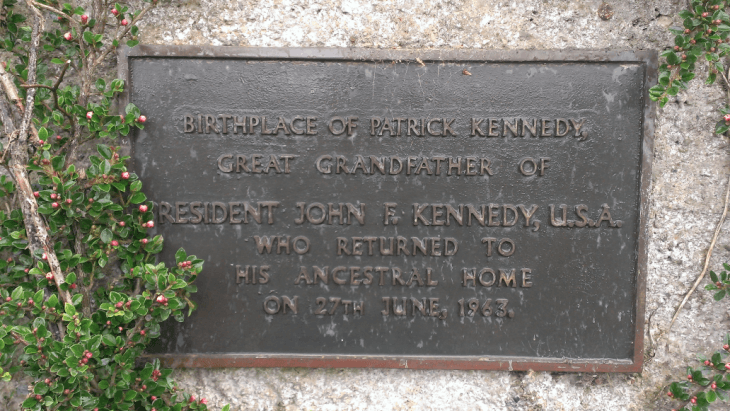 BIRTHPLACE OF PATRICK KENNEDY,
GREAT GRANDFATHER OF
PRESIDENT JOHN F. KENNEDY, U.S.A.
WHO RETURNED TO
HIS ANCESTRAL HOME
ON 27TH JUNE, 1963.